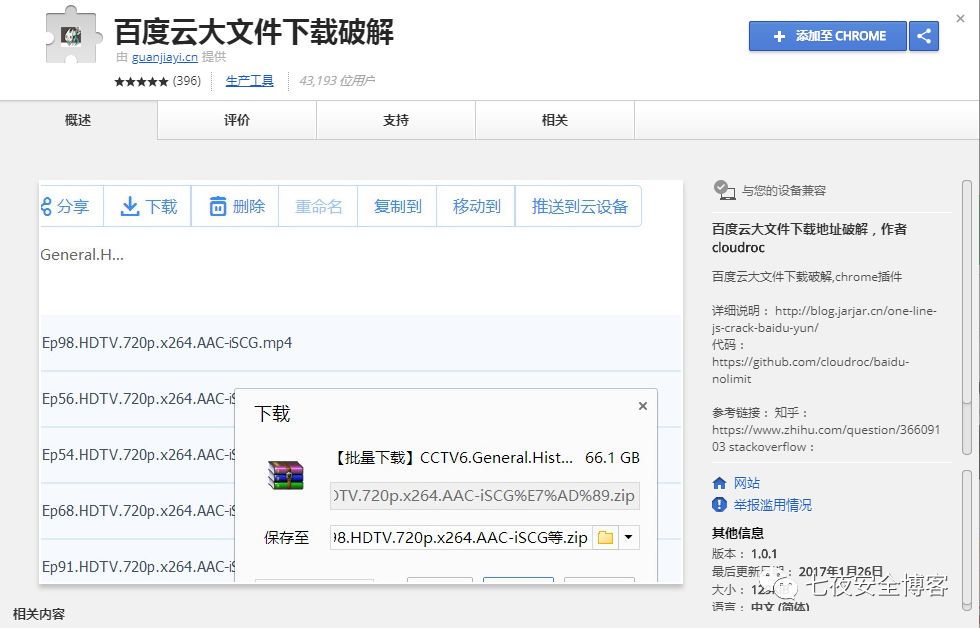 百度云大文件下载破解
由 guanjiayi.cn 提供
★★★★★ (396)
生产工具
43,193 位用户
添加至 CHROME
概述
评价
支持
相关
分享
下载
删除
重命名
复制到
移动到
推送到云设备
General.H...
Ep98.HDTV.720p.x264.AAC-iSCG.mp4
Ep56.HDTV.720p.x264.AAC-iS
Ep54.HDTV.720p.x264.AAC-iS
Ep68.HDTV.720p.x264.AAC-iS
Ep91.HDTV.720p.x264.AAC-iS
下载
【批量下载】CCTV6.General.Hist... 66.1 GB
DTV.720p.x264.AAC-iSCG%E7%AD%89.zip
保存至
98.HDTV.720p.x264.AAC-iSCG等.zip
与您的设备兼容
百度云大文件下载地址破解，作者
cloudroc
百度云大文件下载破解,chrome插件
详细说明： http://blog.jarjar.cn/one-line-
js-crack-baidu-yun/
代码：
https://github.com/cloudroc/baidu-
nolimit
参考链接： 知乎：
https://www.zhihu.com/question/366091
03 stackoverflow：
网站
举报滥用情况
其他信息
版本： 1.0.1
最后更新日期： 2017年1月26日
大小：
语言： 中文 (简体)
七夜安全博客
相关内容